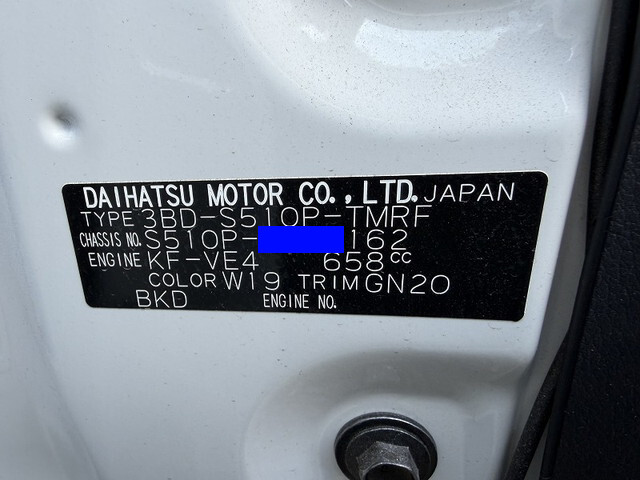 DAIHATSU MOTOR CO., LTD. JAPAN
TYPE 3BD-S510P-TMRF
CHASSIS NO. S510P- 162
ENGINE KF-VE4 658cc
COLOR W19 TRIM GN20
BKD ENGINE NO.